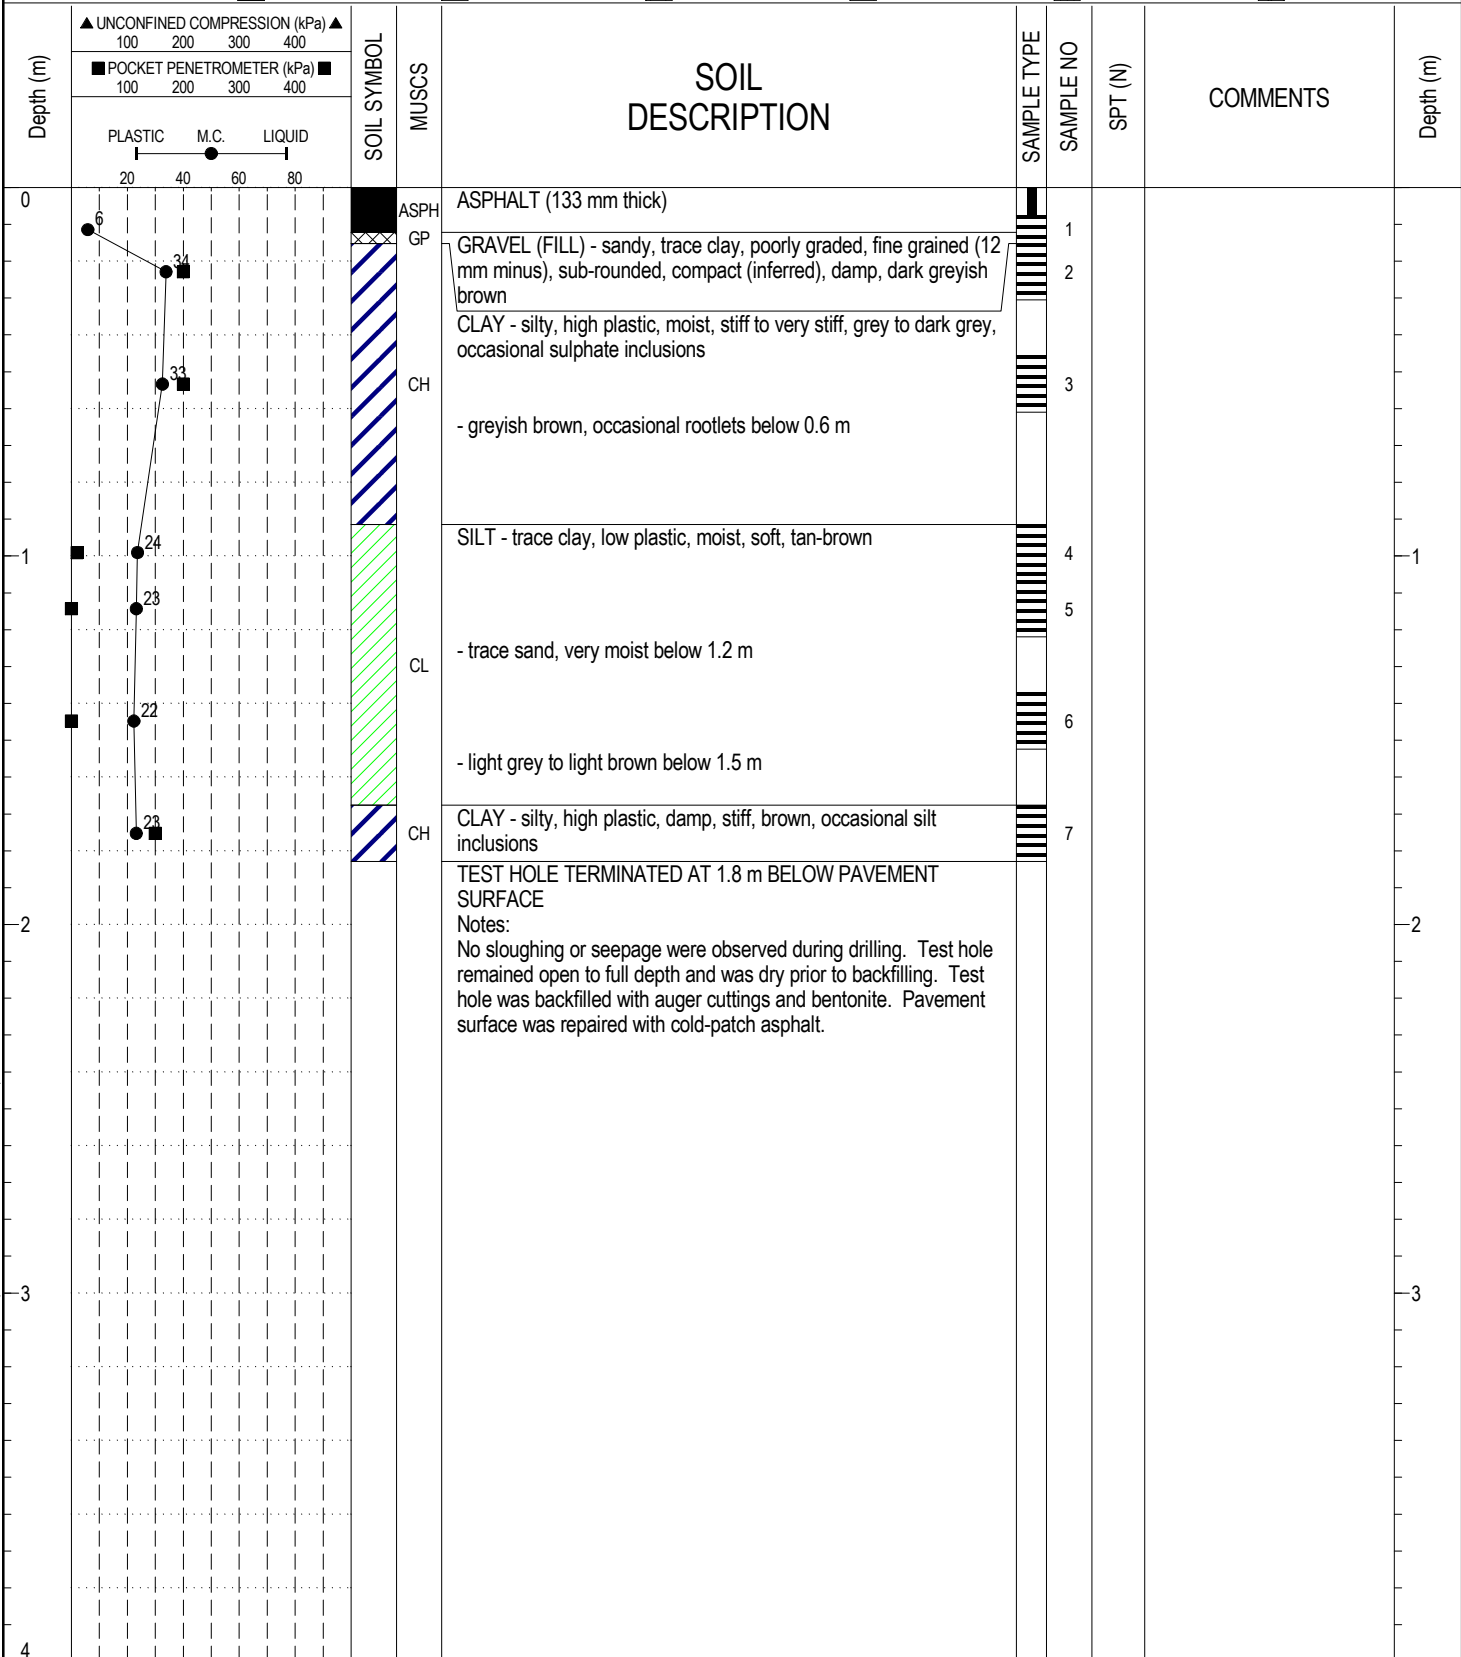 ▲ UNCONFINED COMPRESSION (kPa) ▲
100 200 300 400
■ POCKET PENETROMETER (kPa) ■
100 200 300 400
PLASTIC M.C. LIQUID
20 40 60 80
Depth (m)
SOIL SYMBOL
MUSCS
SOIL
DESCRIPTION
SAMPLE TYPE
SAMPLE NO
SPT (N)
COMMENTS
Depth (m)
0
ASPH
ASPHALT (133 mm thick)
6
1
GP
GRAVEL (FILL) - sandy, trace clay, poorly graded, fine grained (12
mm minus), sub-rounded, compact (inferred), damp, dark greyish
brown
34
2
CLAY - silty, high plastic, moist, stiff to very stiff, grey to dark grey,
occasional sulphate inclusions
33
CH
3
- greyish brown, occasional rootlets below 0.6 m
SILT - trace clay, low plastic, moist, soft, tan-brown
24
4
1
1
23
5
- trace sand, very moist below 1.2 m
CL
22
6
- light grey to light brown below 1.5 m
CLAY - silty, high plastic, damp, stiff, brown, occasional silt
inclusions
23
CH
7
TEST HOLE TERMINATED AT 1.8 m BELOW PAVEMENT
SURFACE
Notes:
No sloughing or seepage were observed during drilling. Test hole
remained open to full depth and was dry prior to backfilling. Test
hole was backfilled with auger cuttings and bentonite. Pavement
surface was repaired with cold-patch asphalt.
2
2
3
3
4